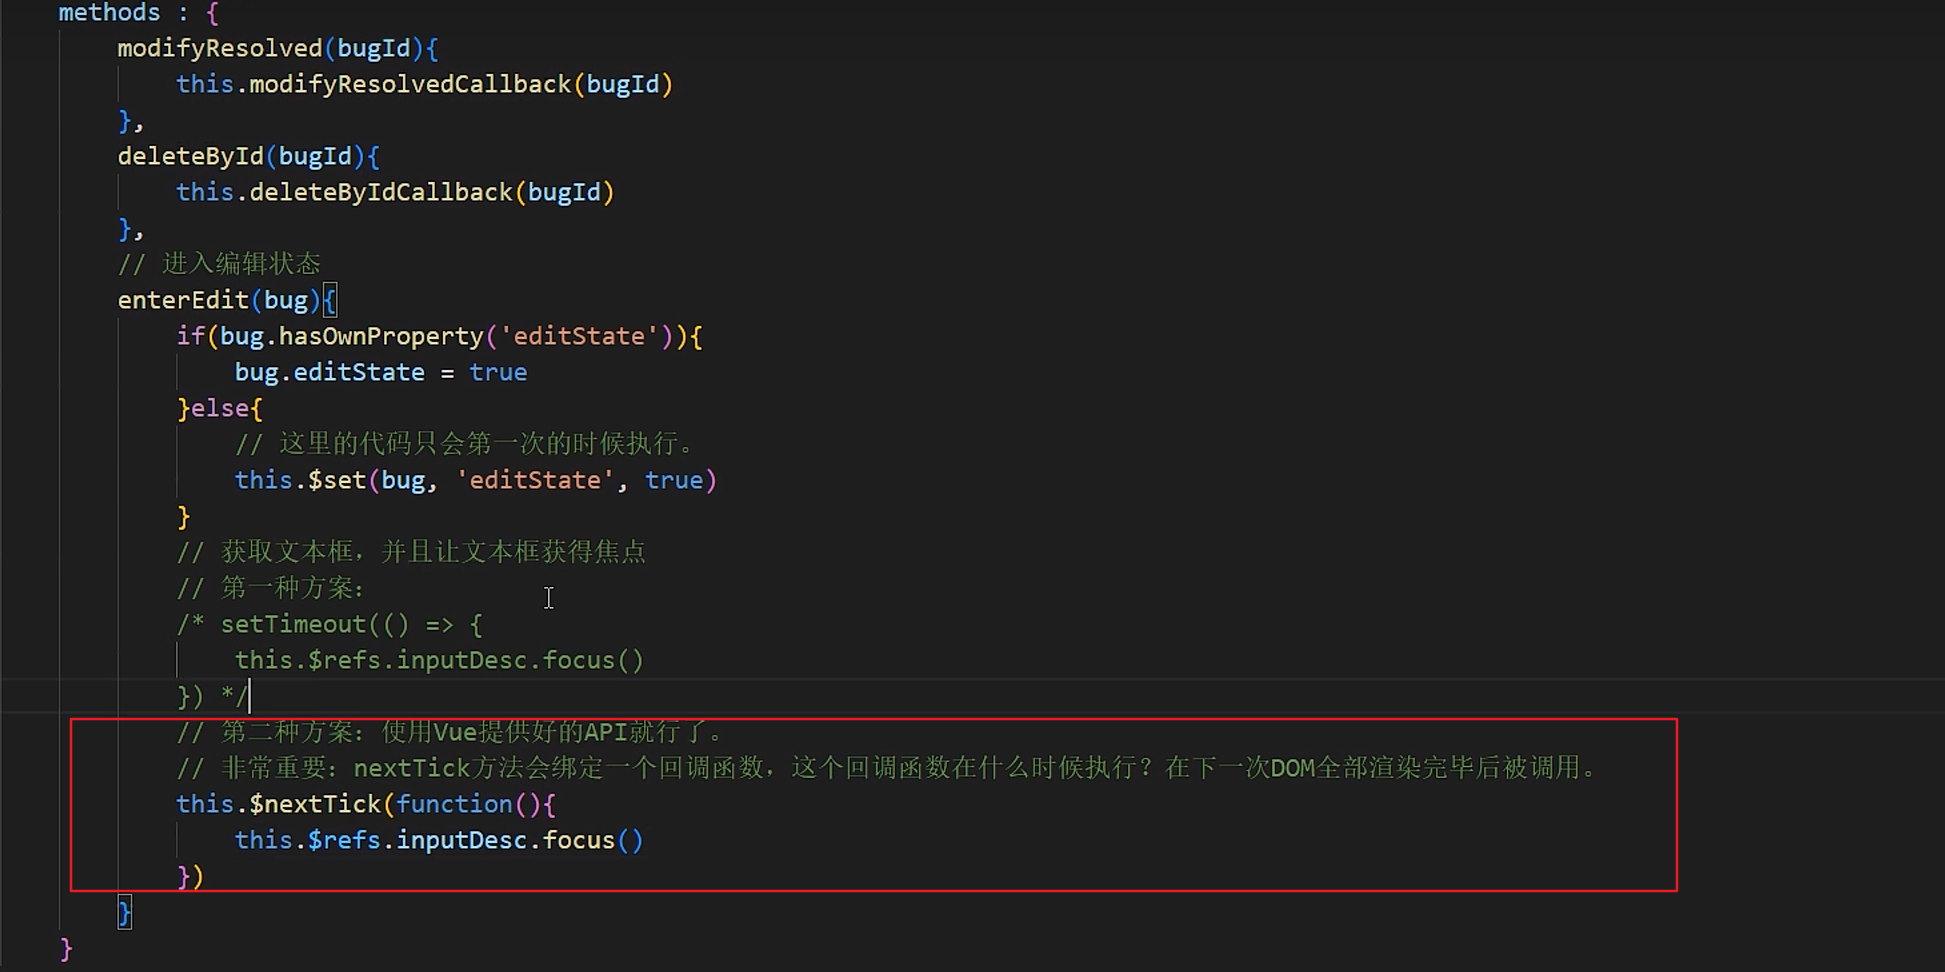 methods : {
modifyResolved(bugId){
this.modifyResolvedCallback(bugId)
},
deleteById(bugId){
this.deleteByIdCallback(bugId)
},
// 进入编辑状态
enterEdit(bug){
if(bug.hasOwnProperty('editState')){
bug.editState = true
}else{
// 这里的代码只会第一次的时候执行。
this.$set(bug, 'editState', true)
}
// 获取文本框，并且让文本框获得焦点
// 第一种方案：
/* setTimeout(() => {
this.$refs.inputDesc.focus()
}) */
// 第二种方案：使用Vue提供好的API就行了。
// 非常重要：nextTick方法会绑定一个回调函数，这个回调函数在什么时候执行？在下一次DOM全部渲染完毕后被调用。
this.$nextTick(function(){
this.$refs.inputDesc.focus()
})
}
}